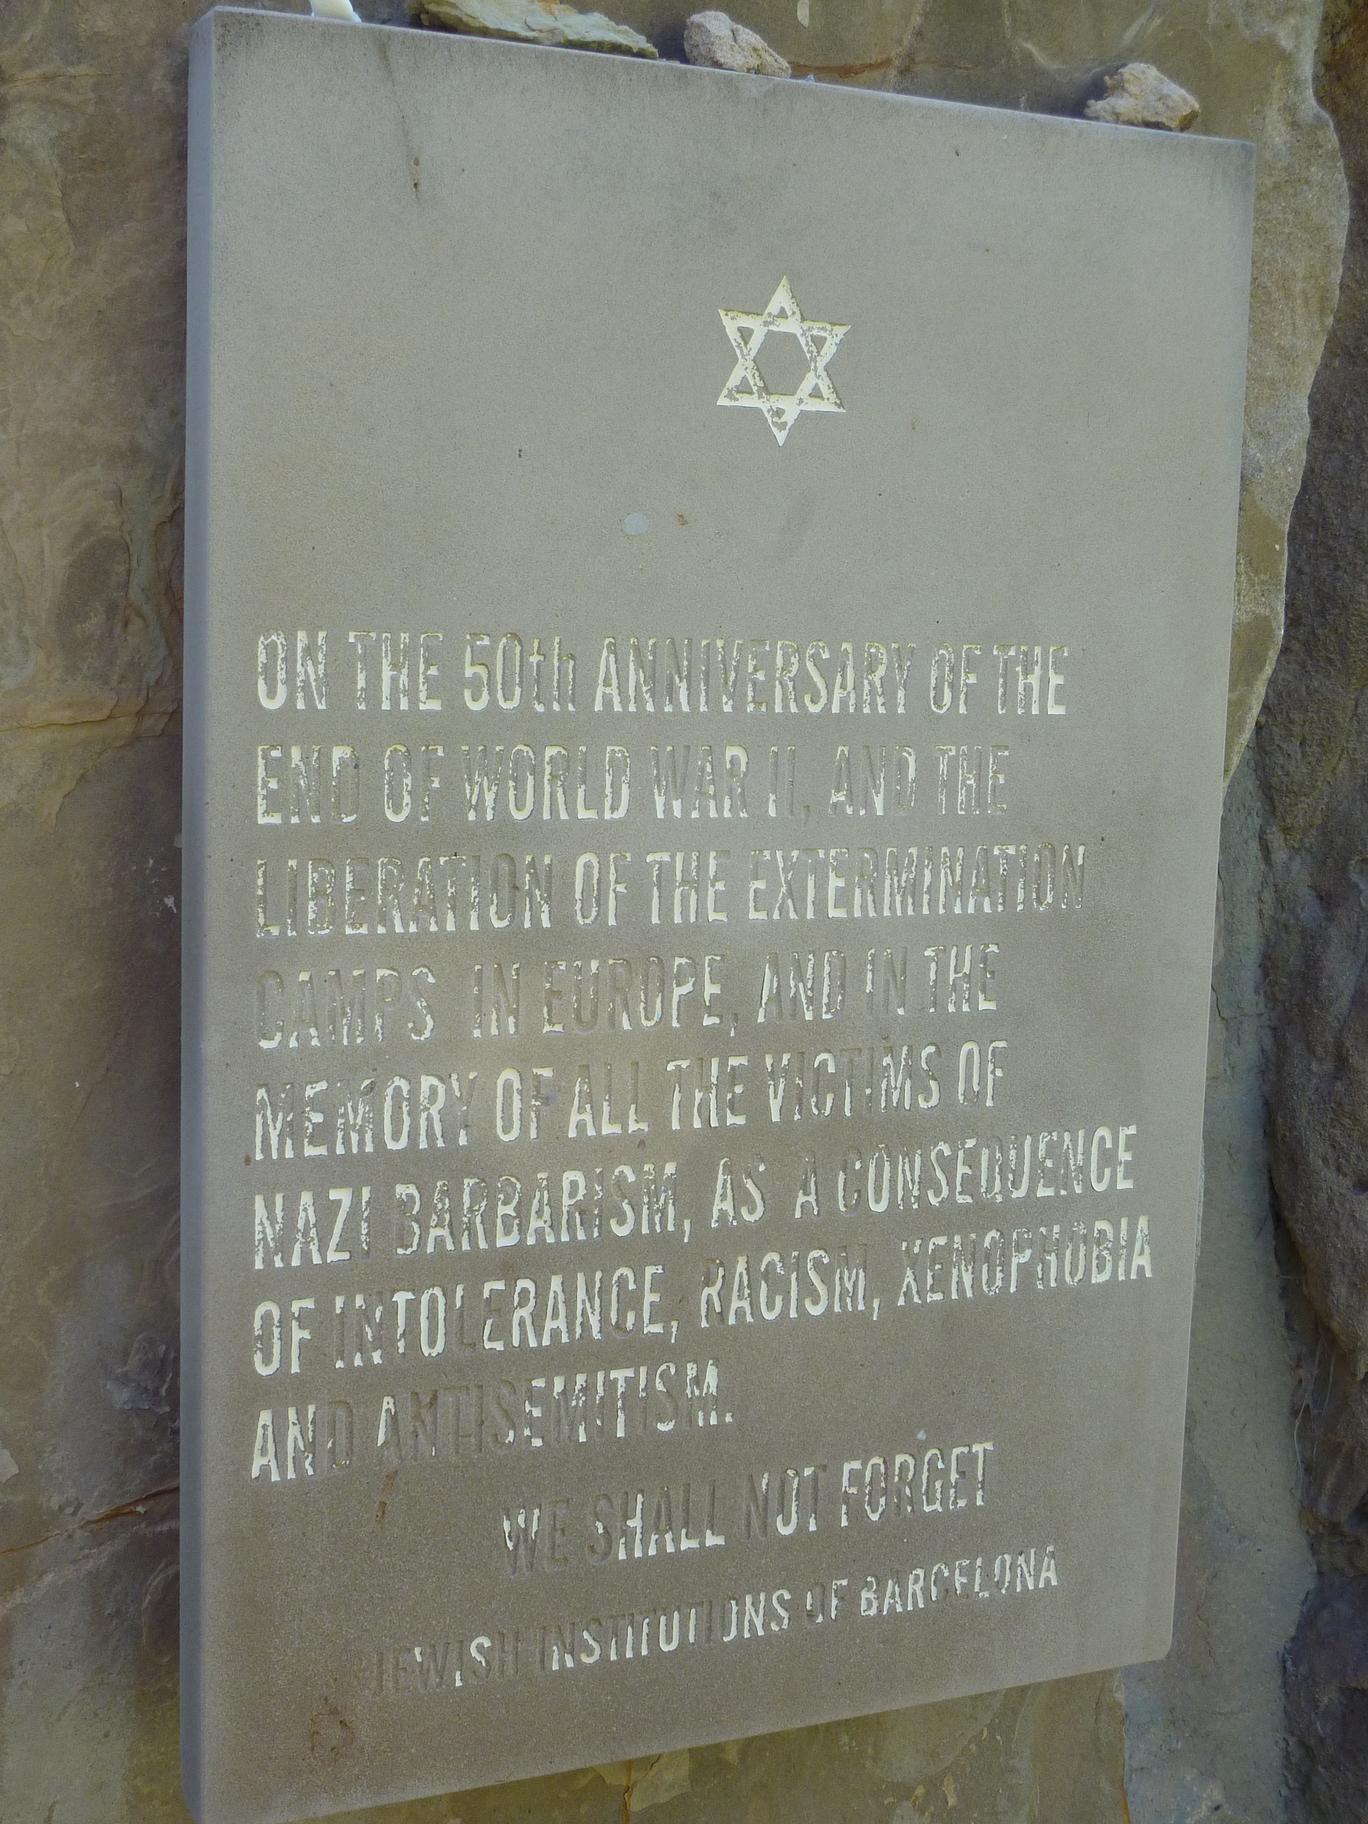 ON THE 50th ANNIVERSARY OF THE
END OF WORLD WAR II, AND THE
LIBERATION OF THE EXTERMINATION
CAMPS IN EUROPE, AND IN THE
MEMORY OF ALL THE VICTIMS OF
NAZI BARBARISM, AS A CONSEQUENCE
OF INTOLERANCE, RACISM, XENOPHOBIA
AND ANTISEMITISM.
WE SHALL NOT FORGET
JEWISH INSTITUTIONS OF BARCELONA